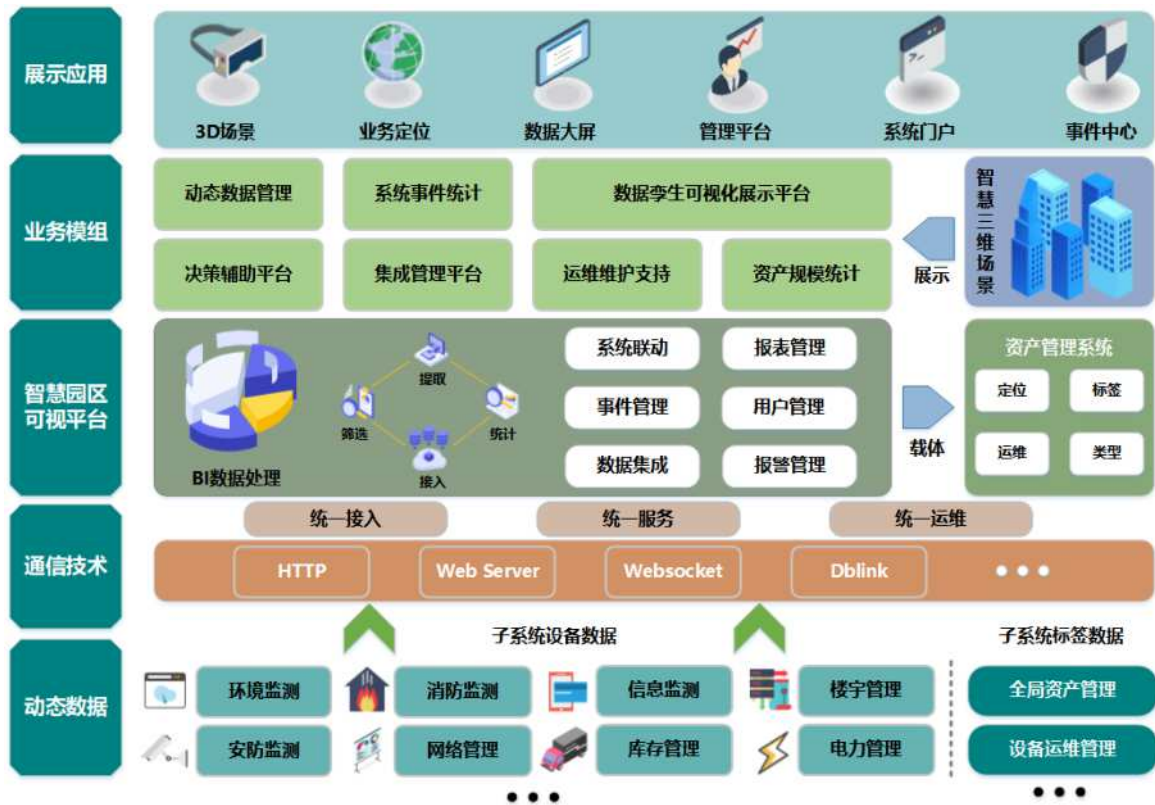 展示应用
3D场景
业务定位
数据大屏
管理平台
系统门户
事件中心
业务模组
动态数据管理
系统事件统计
数据孪生可视化展示平台
决策辅助平台
集成管理平台
运维维护支持
资产规模统计
展示
智慧三维场景
智慧园区
可视平台
BI数据处理
提取
筛选
统计
接入
系统联动
报表管理
事件管理
用户管理
数据集成
报警管理
载体
资产管理系统
定位
标签
运维
类型
通信技术
统一接入
统一服务
统一运维
HTTP
Web Server
Websocket
Dblink
动态数据
子系统设备数据
子系统标签数据
环境监测
消防监测
信息监测
楼宇管理
全局资产管理
安防监测
网络管理
库存管理
电力管理
设备运维管理